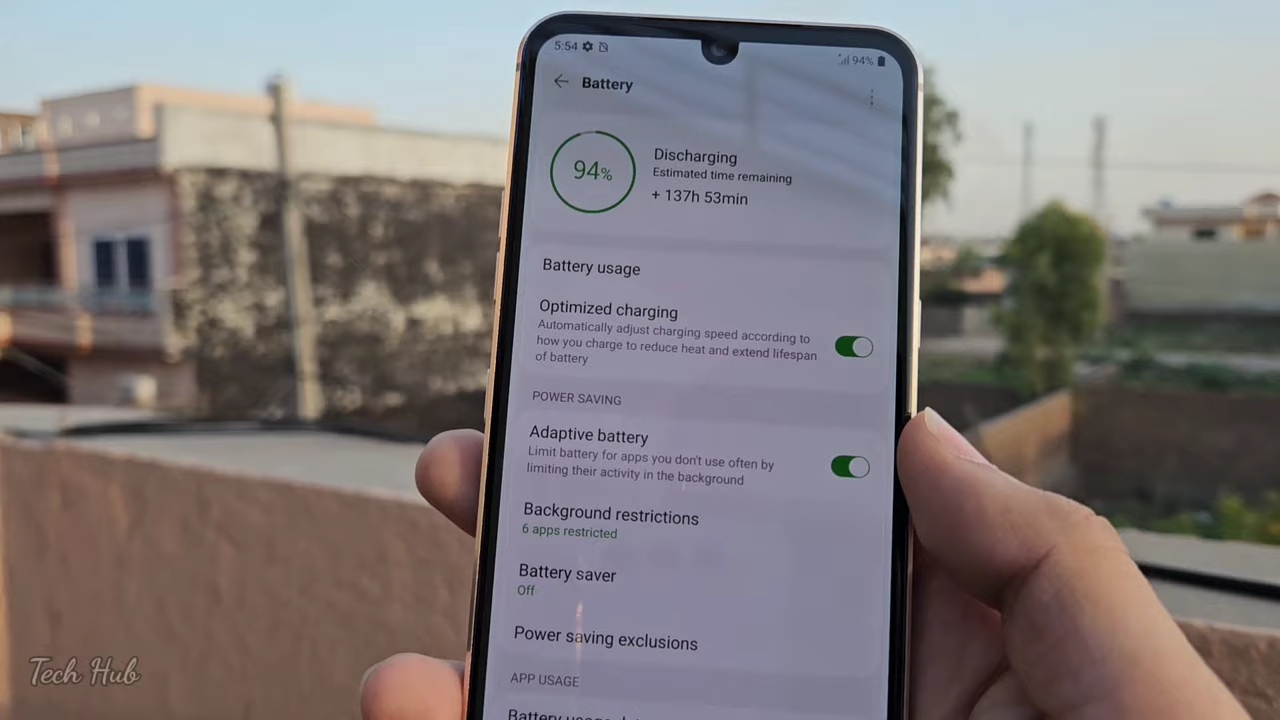 5:54
94%
Battery
94%
Discharging
Estimated time remaining
+ 137h 53min
Battery usage
Optimized charging
Automatically adjust charging speed according to
how you charge to reduce heat and extend lifespan
of battery
POWER SAVING
Adaptive battery
Limit battery for apps you don't use often by
limiting their activity in the background
Background restrictions
6 apps restricted
Battery saver
Off
Power saving exclusions
APP USAGE
Battery usage
Tech Hub